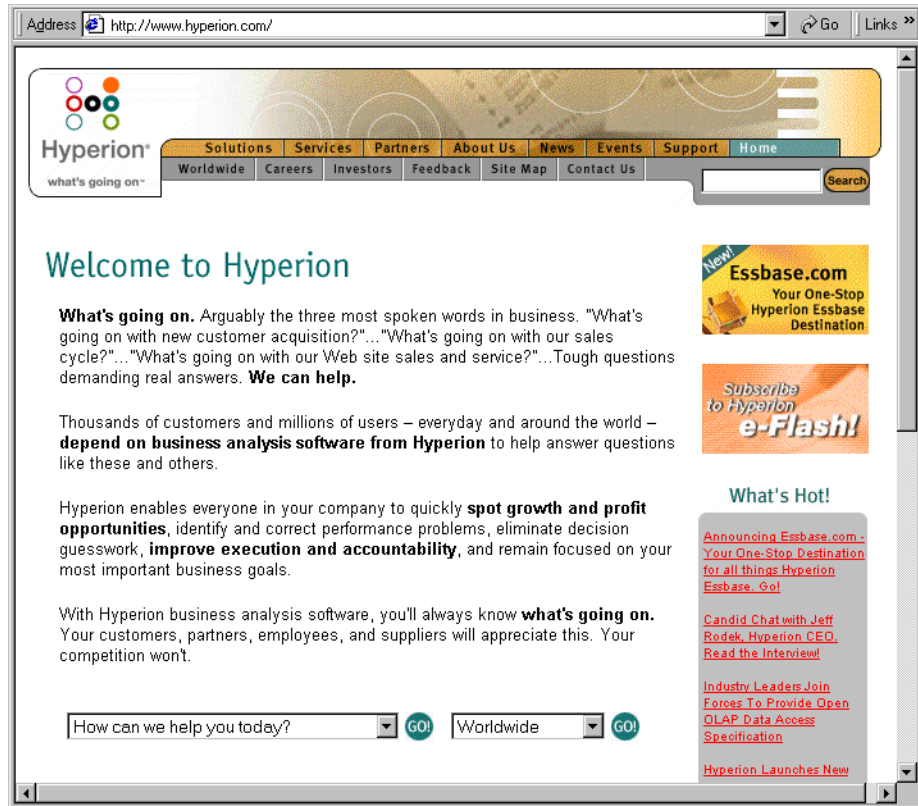 Address http://www.hyperion.com/ Go Links »
Hyperion
what's going on™
Solutions Services Partners About Us News Events Support Home
Worldwide Careers Investors Feedback Site Map Contact Us
Search
Welcome to Hyperion
What's going on. Arguably the three most spoken words in business. "What's
going on with new customer acquisition?"..."What's going on with our sales
cycle?"..."What's going on with our Web site sales and service?"...Tough questions
demanding real answers. We can help.
Thousands of customers and millions of users – everyday and around the world –
depend on business analysis software from Hyperion to help answer questions
like these and others.
Hyperion enables everyone in your company to quickly spot growth and profit
opportunities, identify and correct performance problems, eliminate decision
guesswork, improve execution and accountability, and remain focused on your
most important business goals.
With Hyperion business analysis software, you'll always know what's going on.
Your customers, partners, employees, and suppliers will appreciate this. Your
competition won't.
How can we help you today? GO! Worldwide GO!
New!
Essbase.com
Your One-Stop
Hyperion Essbase
Destination
Subscribe
to Hyperion
e-Flash!
What's Hot!
Announcing Essbase.com -
Your One-Stop Destination
for all things Hyperion
Essbase. Go!
Candid Chat with Jeff
Rodek, Hyperion CEO.
Read the Interview!
Industry Leaders Join
Forces To Provide Open
OLAP Data Access
Specification
Hyperion Launches New